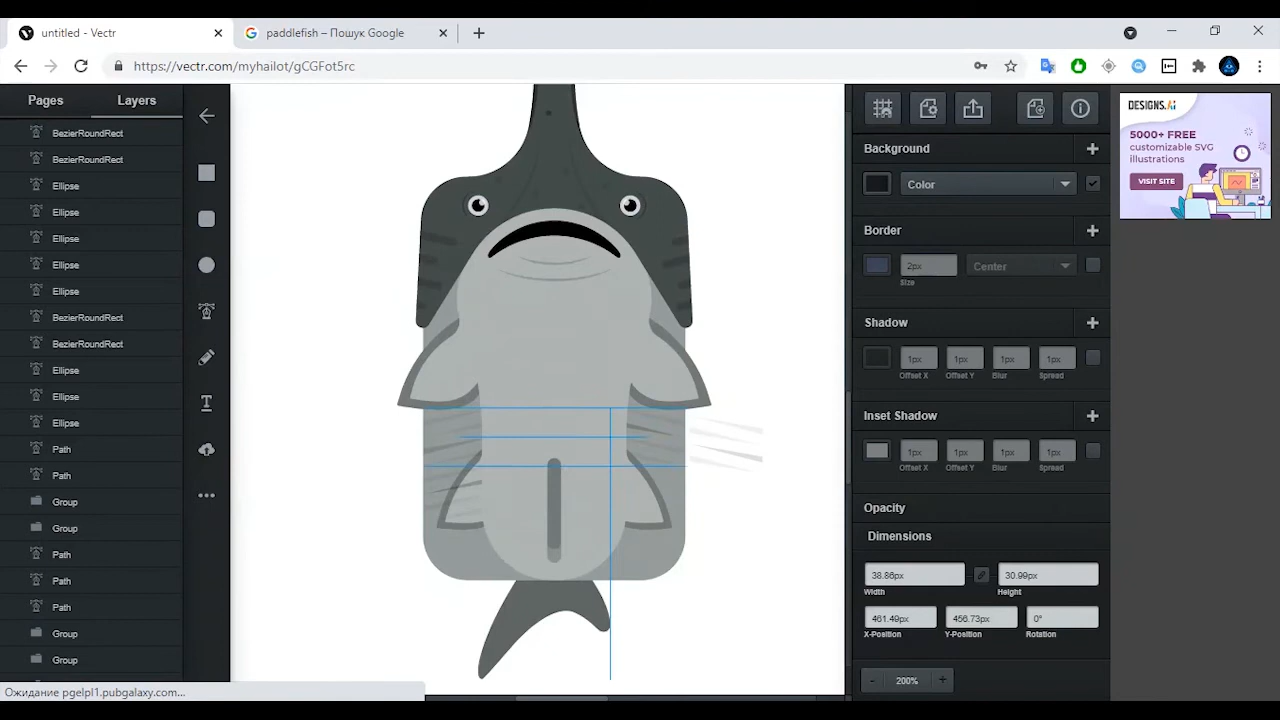 untitled - Vectr
paddlefish – Пошук Google
https://vectr.com/myhailot/gCGFot5rc
Pages
Layers
BezierRoundRect
BezierRoundRect
Ellipse
Ellipse
Ellipse
Ellipse
Ellipse
BezierRoundRect
BezierRoundRect
Ellipse
Ellipse
Ellipse
Path
Path
Group
Group
Path
Path
Path
Group
Group
T
Background
Color
Border
2px
Center
Size
Shadow
1px 1px 1px 1px
Offset X Offset Y Blur Spread
Inset Shadow
1px 1px 1px 1px
Offset X Offset Y Blur Spread
Opacity
Dimensions
38.86px 30.99px
Width Height
461.49px 456.73px 0°
X-Position Y-Position Rotation
- 200% +
DESIGNS.Ai
5000+ FREE
customizable SVG
illustrations
VISIT SITE
Ожидание pgelpl1.pubgalaxy.com...